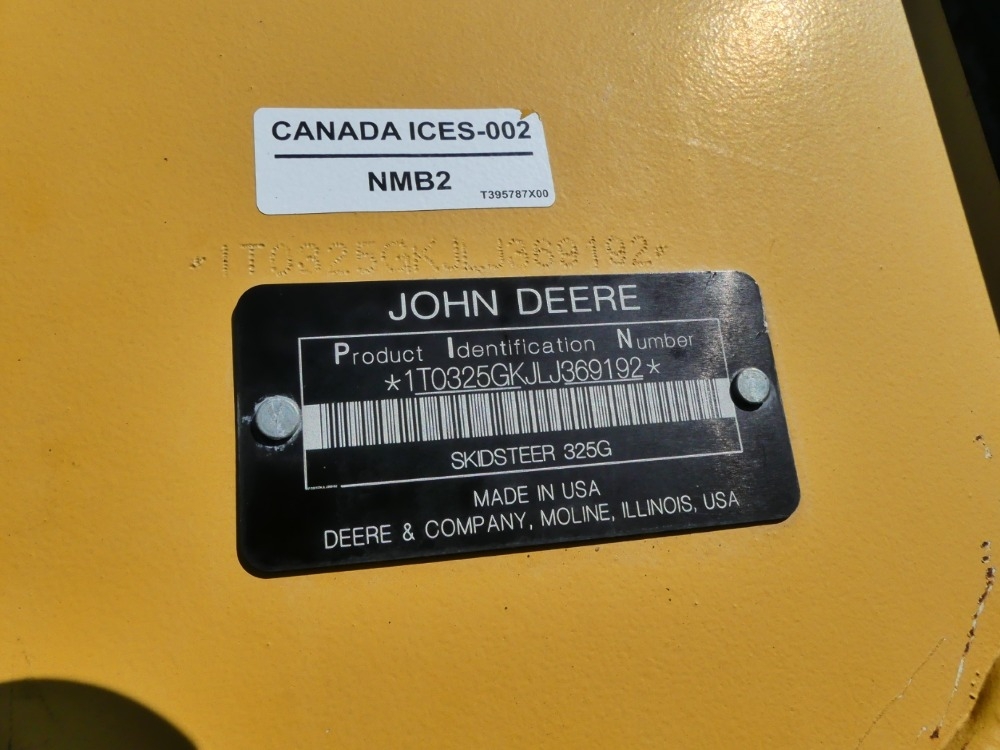 CANADA ICES-002
NMB2
T395787X00
*1T0325GKJLJ369192*
JOHN DEERE
Product Identification Number
*1T0325GKJLJ369192*
SKIDSTEER 325G
MADE IN USA
DEERE & COMPANY, MOLINE, ILLINOIS, USA